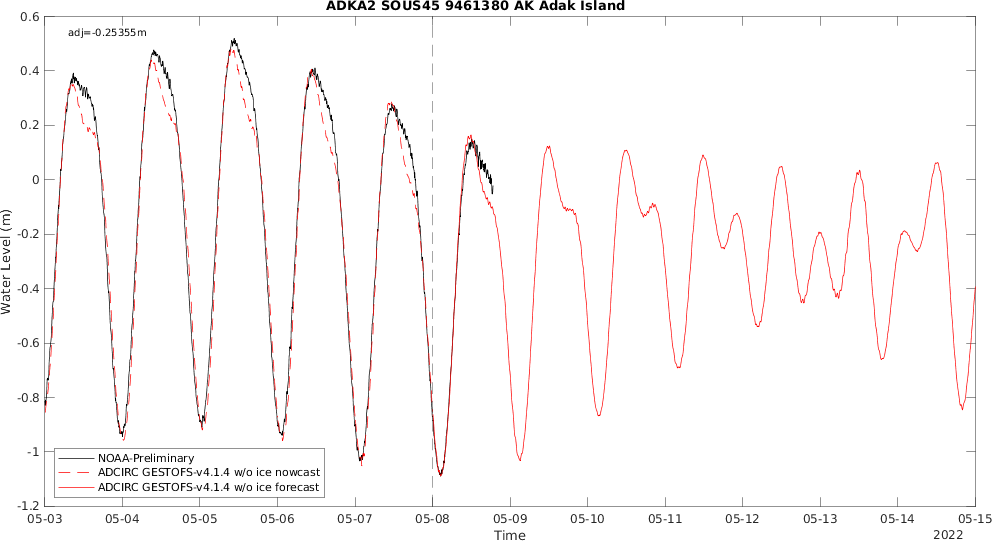 ADKA2 SOUS45 9461380 AK Adak Island
adj=-0.25355m
0.6
0.4
0.2
0
-0.2
-0.4
-0.6
-0.8
-1
-1.2
Water Level (m)
NOAA-Preliminary
ADCIRC GESTOFS-v4.1.4 w/o ice nowcast
ADCIRC GESTOFS-v4.1.4 w/o ice forecast
05-03 05-04 05-05 05-06 05-07 05-08 05-09 05-10 05-11 05-12 05-13 05-14 05-15
Time
2022